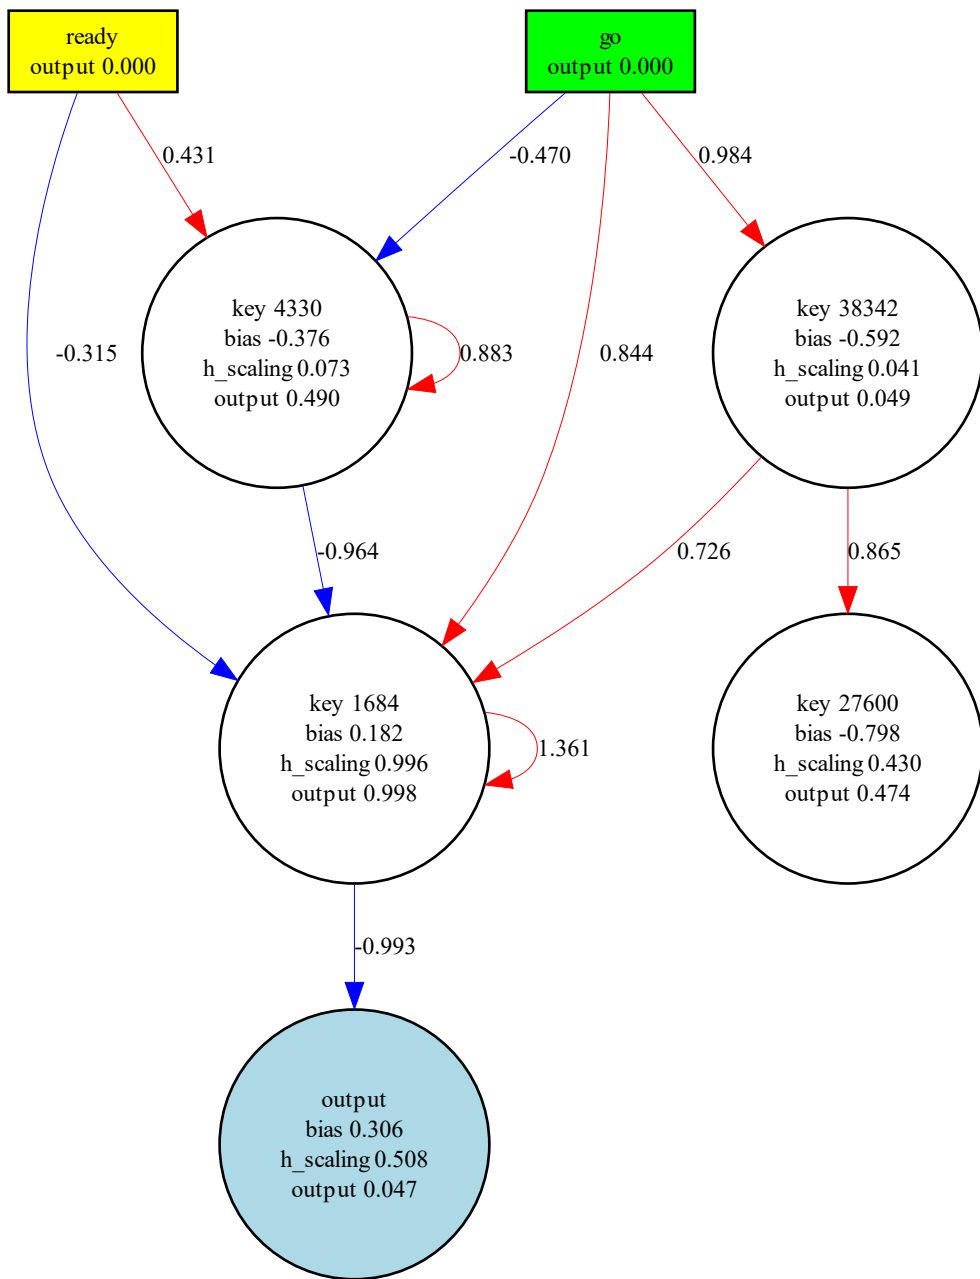 ready
output 0.000
go
output 0.000
0.431
-0.470
0.984
key 4330
bias -0.376
h_scaling 0.073
output 0.490
key 38342
bias -0.592
h_scaling 0.041
output 0.049
-0.315
0.883
0.844
-0.964
0.726
0.865
key 1684
bias 0.182
h_scaling 0.996
output 0.998
1.361
key 27600
bias -0.798
h_scaling 0.430
output 0.474
-0.993
output
bias 0.306
h_scaling 0.508
output 0.047